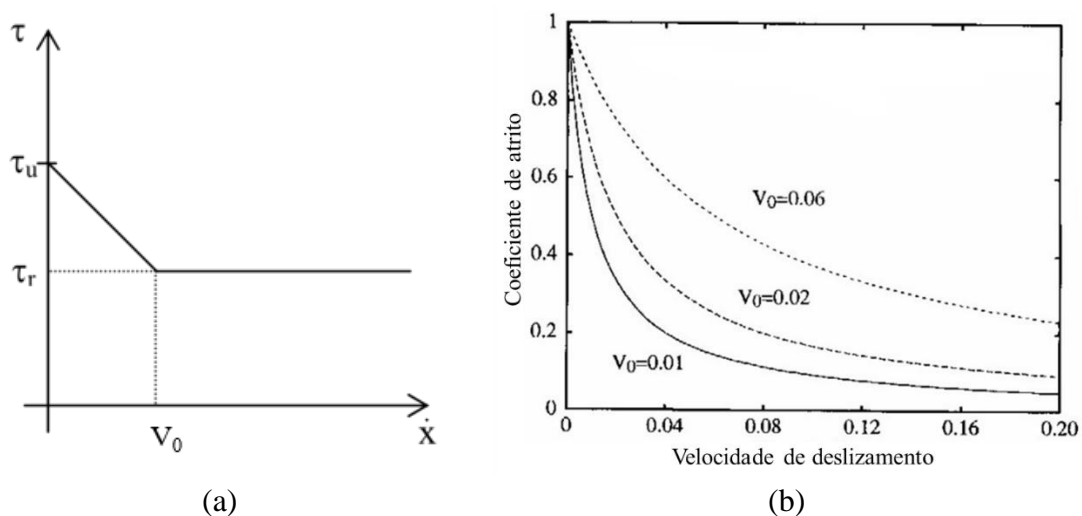 τ
τu
τr
V0
ẋ
(a)
Coeficiente de atrito
1
0.8
0.6
0.4
0.2
0
V0=0.06
V0=0.02
V0=0.01
0
0.04
0.08
0.12
0.16
0.20
Velocidade de deslizamento
(b)